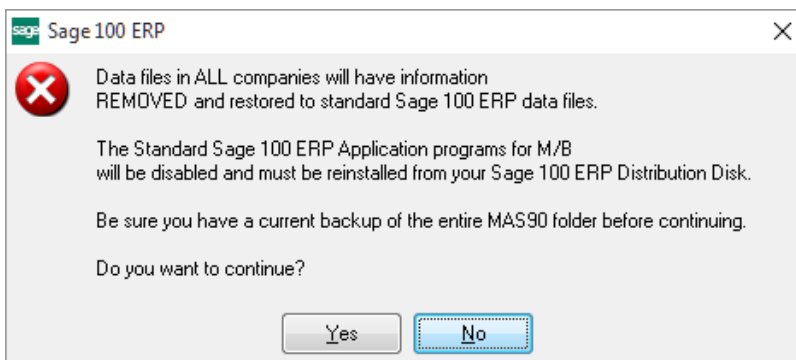 sage Sage 100 ERP
Data files in ALL companies will have information
REMOVED and restored to standard Sage 100 ERP data files.
The Standard Sage 100 ERP Application programs for M/B
will be disabled and must be reinstalled from your Sage 100 ERP Distribution Disk.
Be sure you have a current backup of the entire MAS90 folder before continuing.
Do you want to continue?
Yes No